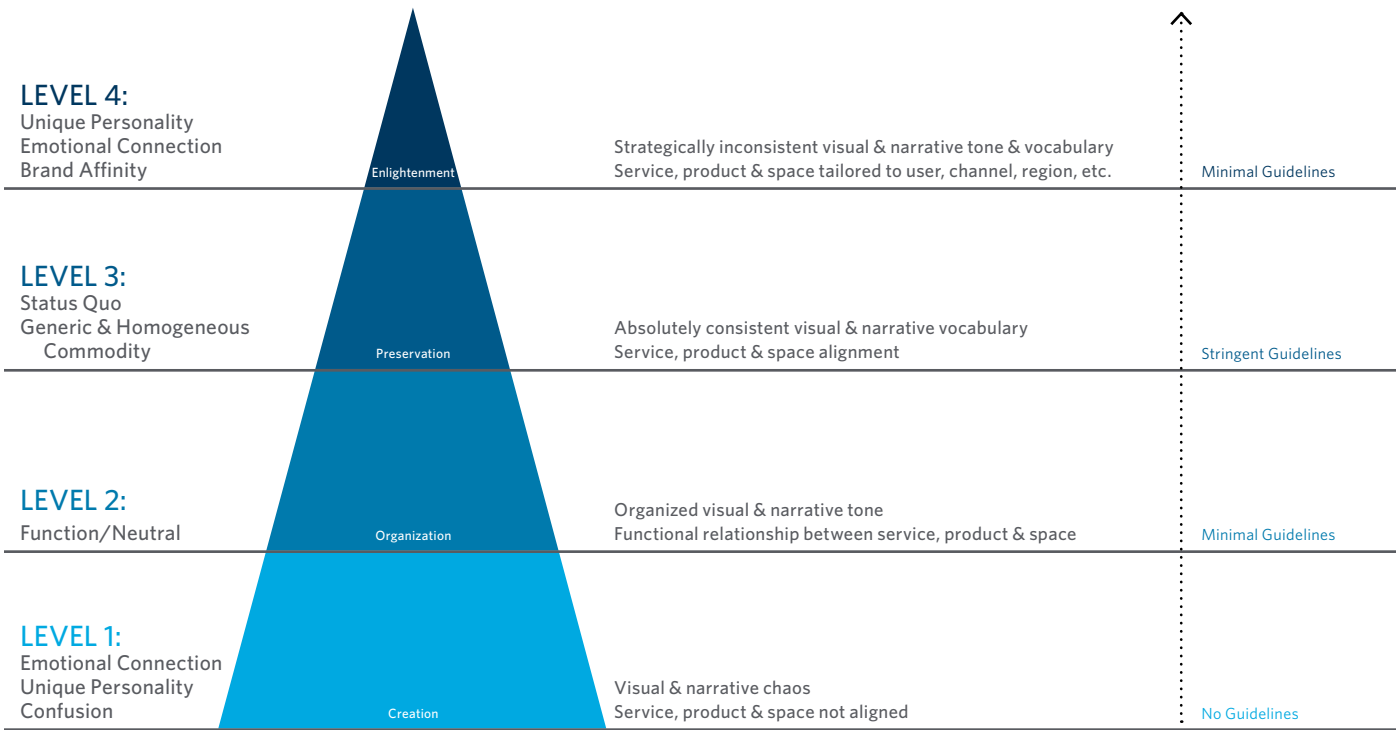 LEVEL 4:
Unique Personality
Emotional Connection
Brand Affinity
Enlightenment
Strategically inconsistent visual & narrative tone & vocabulary
Service, product & space tailored to user, channel, region, etc.
Minimal Guidelines
LEVEL 3:
Status Quo
Generic & Homogeneous
Commodity
Preservation
Absolutely consistent visual & narrative vocabulary
Service, product & space alignment
Stringent Guidelines
LEVEL 2:
Function/Neutral
Organization
Organized visual & narrative tone
Functional relationship between service, product & space
Minimal Guidelines
LEVEL 1:
Emotional Connection
Unique Personality
Confusion
Creation
Visual & narrative chaos
Service, product & space not aligned
No Guidelines